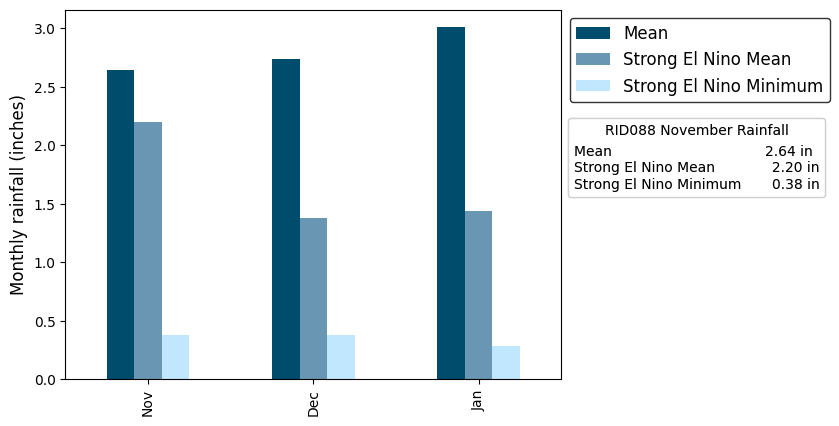 3.0
2.5
2.0
1.5
1.0
0.5
0.0
Monthly rainfall (inches)
Nov
Dec
Jan
Mean
Strong El Nino Mean
Strong El Nino Minimum
RID088 November Rainfall
Mean 2.64 in
Strong El Nino Mean 2.20 in
Strong El Nino Minimum 0.38 in